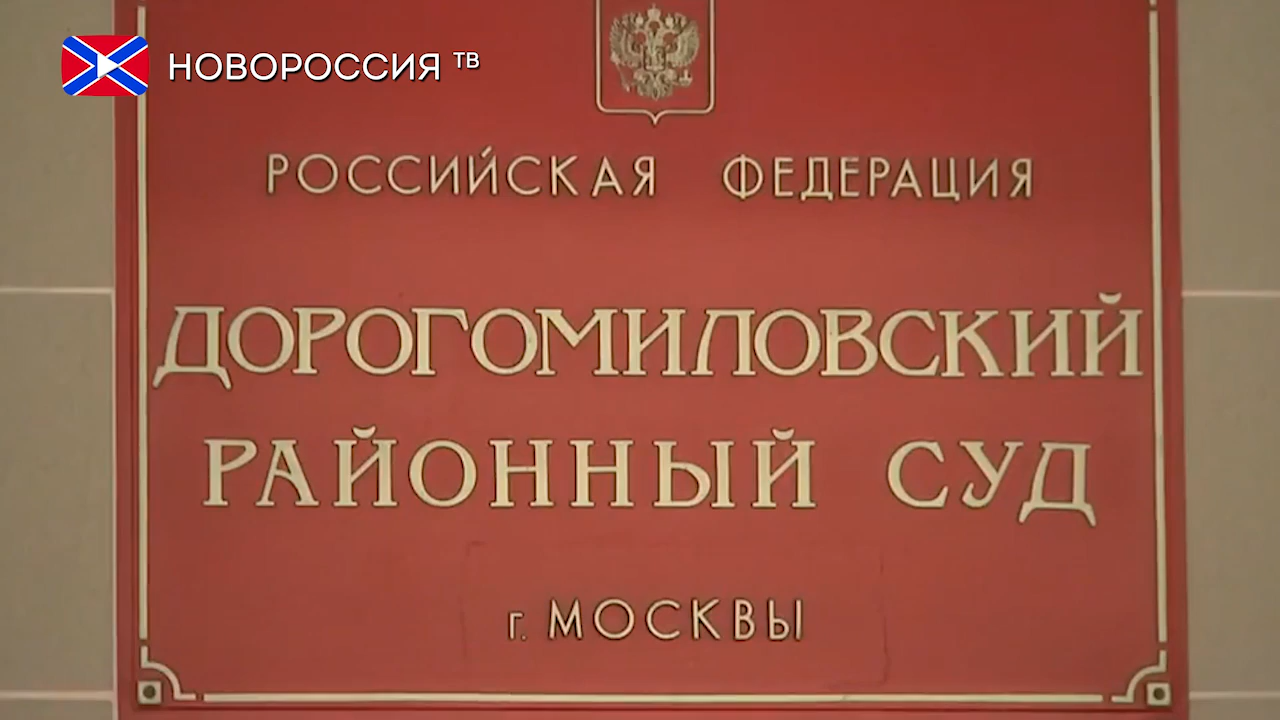 НОВОРОССИЯ ТВ
РОССИЙСКАЯ ФЕДЕРАЦИЯ
ДОРОГОМИЛОВСКИЙ
РАЙОННЫЙ СУД
г. МОСКВЫ